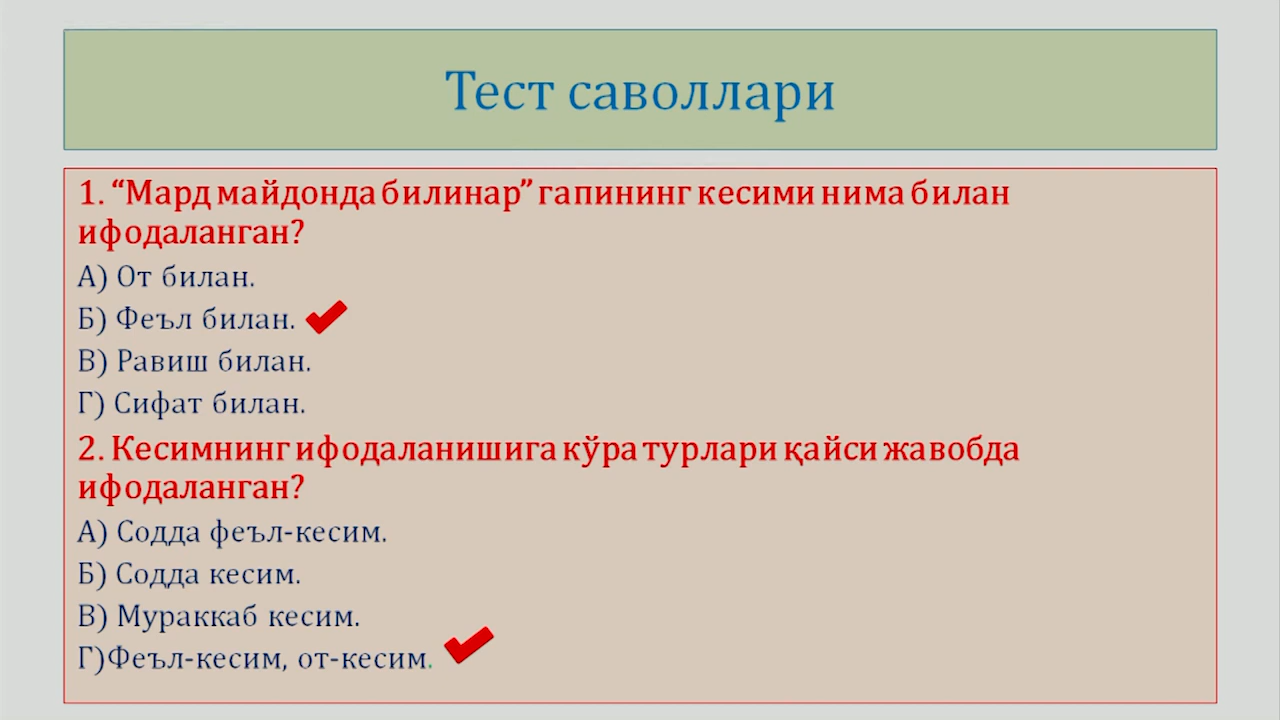 Тест саволлари
1. “Мард майдонда билинар” гапининг кесими нима билан
ифодаланган?
А) От билан.
Б) Феъл билан.
В) Равиш билан.
Г) Сифат билан.
2. Кесимнинг ифодаланишига кўра турлари қайси жавобда
ифодаланган?
А) Содда феъл-кесим.
Б) Содда кесим.
В) Мураккаб кесим.
Г)Феъл-кесим, от-кесим.